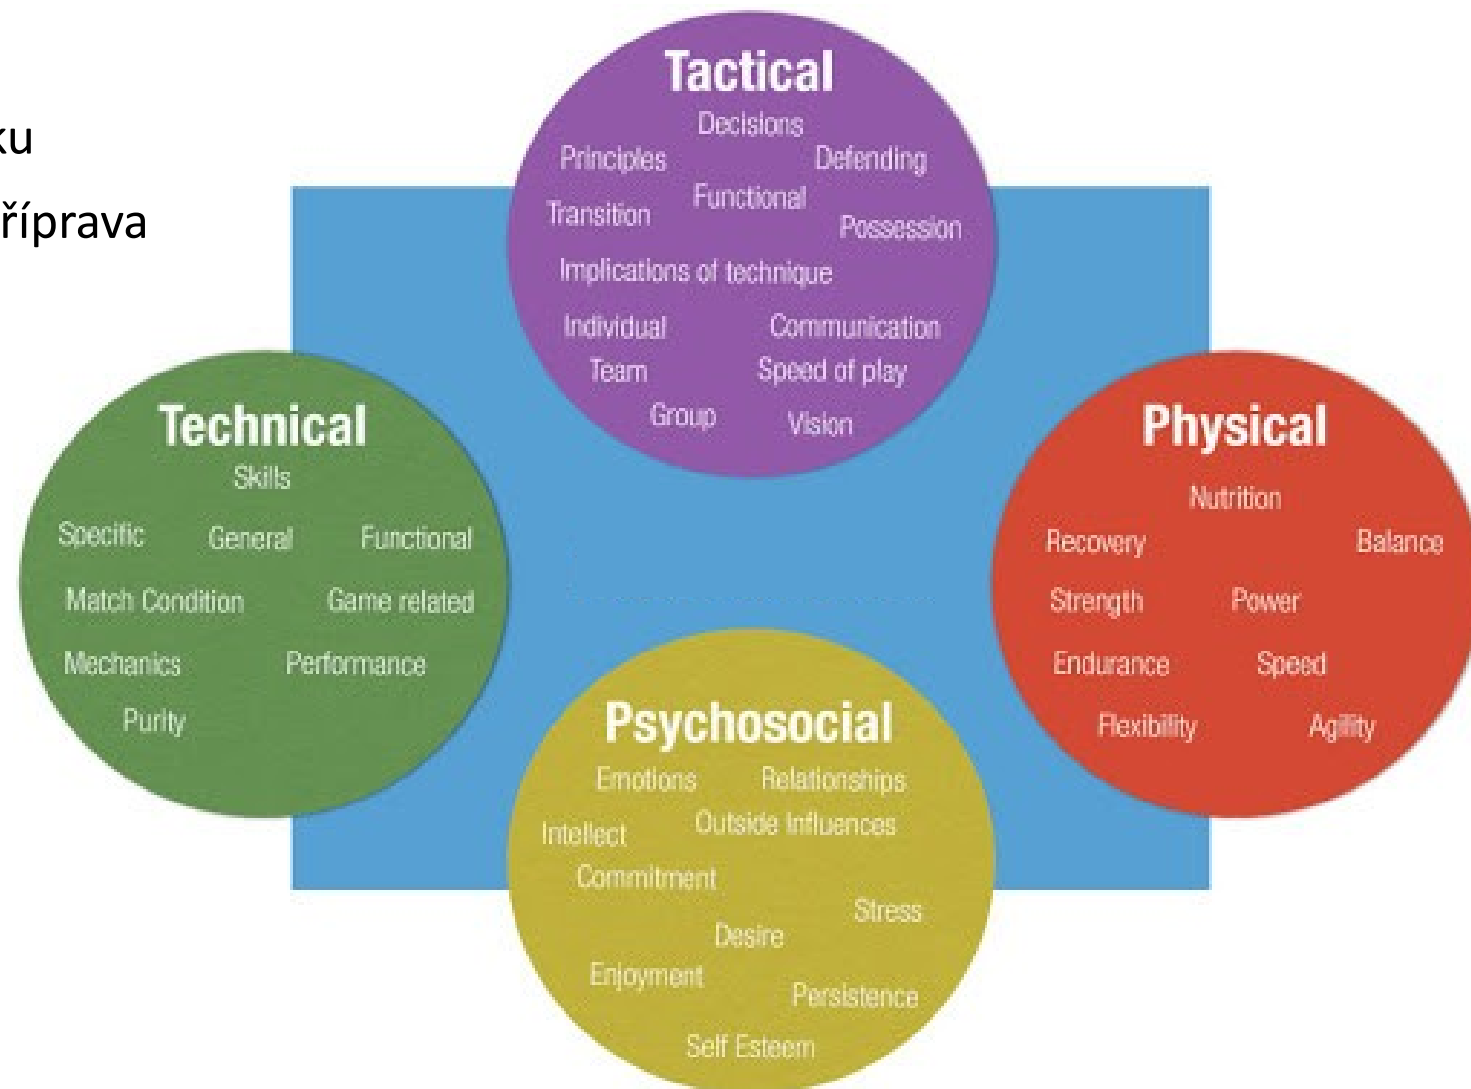 ku
říprava
Tactical
Decisions
Principles Defending
Functional
Transition
Possession
Implications of technique
Individual Communication
Team Speed of play
Group Vision
Technical
Skills
Specific General Functional
Match Condition Game related
Mechanics Performance
Purity
Physical
Nutrition
Recovery Balance
Strength Power
Endurance Speed
Flexibility Agility
Psychosocial
Emotions Relationships
Outside Influences
Intellect
Commitment
Stress
Desire
Enjoyment
Persistence
Self Esteem